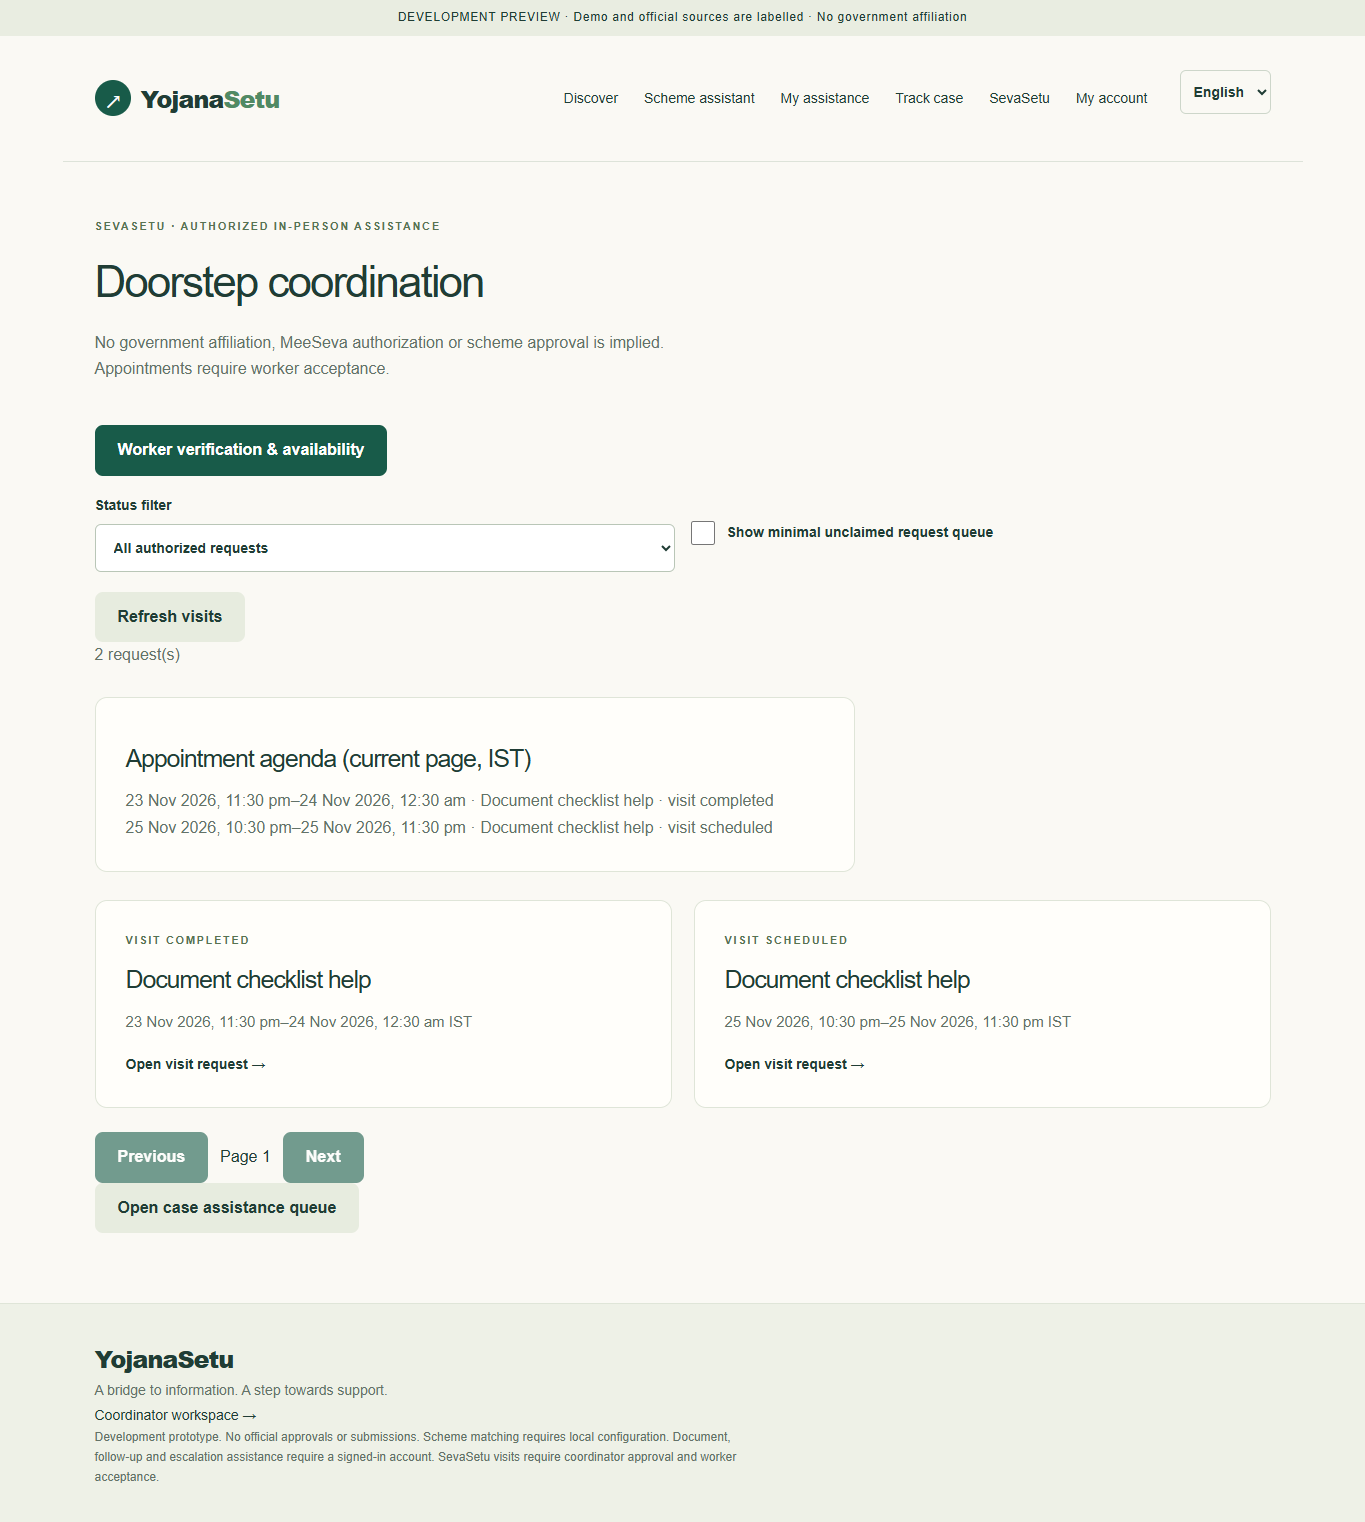 DEVELOPMENT PREVIEW · Demo and official sources are labelled · No government affiliation
YojanaSetu
Discover
Scheme assistant
My assistance
Track case
SevaSetu
My account
English
SEVASETU · AUTHORIZED IN-PERSON ASSISTANCE
Doorstep coordination
No government affiliation, MeeSeva authorization or scheme approval is implied.
Appointments require worker acceptance.
Worker verification & availability
Status filter
All authorized requests
Show minimal unclaimed request queue
Refresh visits
2 request(s)
Appointment agenda (current page, IST)
23 Nov 2026, 11:30 pm–24 Nov 2026, 12:30 am · Document checklist help · visit completed
25 Nov 2026, 10:30 pm–25 Nov 2026, 11:30 pm · Document checklist help · visit scheduled
VISIT COMPLETED
Document checklist help
23 Nov 2026, 11:30 pm–24 Nov 2026, 12:30 am IST
Open visit request →
VISIT SCHEDULED
Document checklist help
25 Nov 2026, 10:30 pm–25 Nov 2026, 11:30 pm IST
Open visit request →
Previous
Page 1
Next
Open case assistance queue
YojanaSetu
A bridge to information. A step towards support.
Coordinator workspace →
Development prototype. No official approvals or submissions. Scheme matching requires local configuration. Document,
follow-up and escalation assistance require a signed-in account. SevaSetu visits require coordinator approval and worker
acceptance.